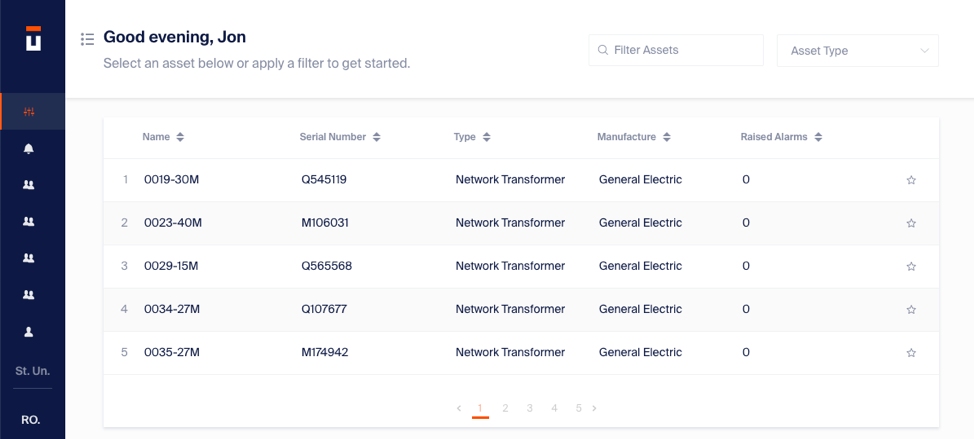 Good evening, Jon
Select an asset below or apply a filter to get started.
Filter Assets
Asset Type
Name Serial Number Type Manufacture Raised Alarms
1 0019-30M Q545119 Network Transformer General Electric 0
2 0023-40M M106031 Network Transformer General Electric 0
3 0029-15M Q565568 Network Transformer General Electric 0
4 0034-27M Q107677 Network Transformer General Electric 0
5 0035-27M M174942 Network Transformer General Electric 0
1 2 3 4 5
St. Un.
RO.